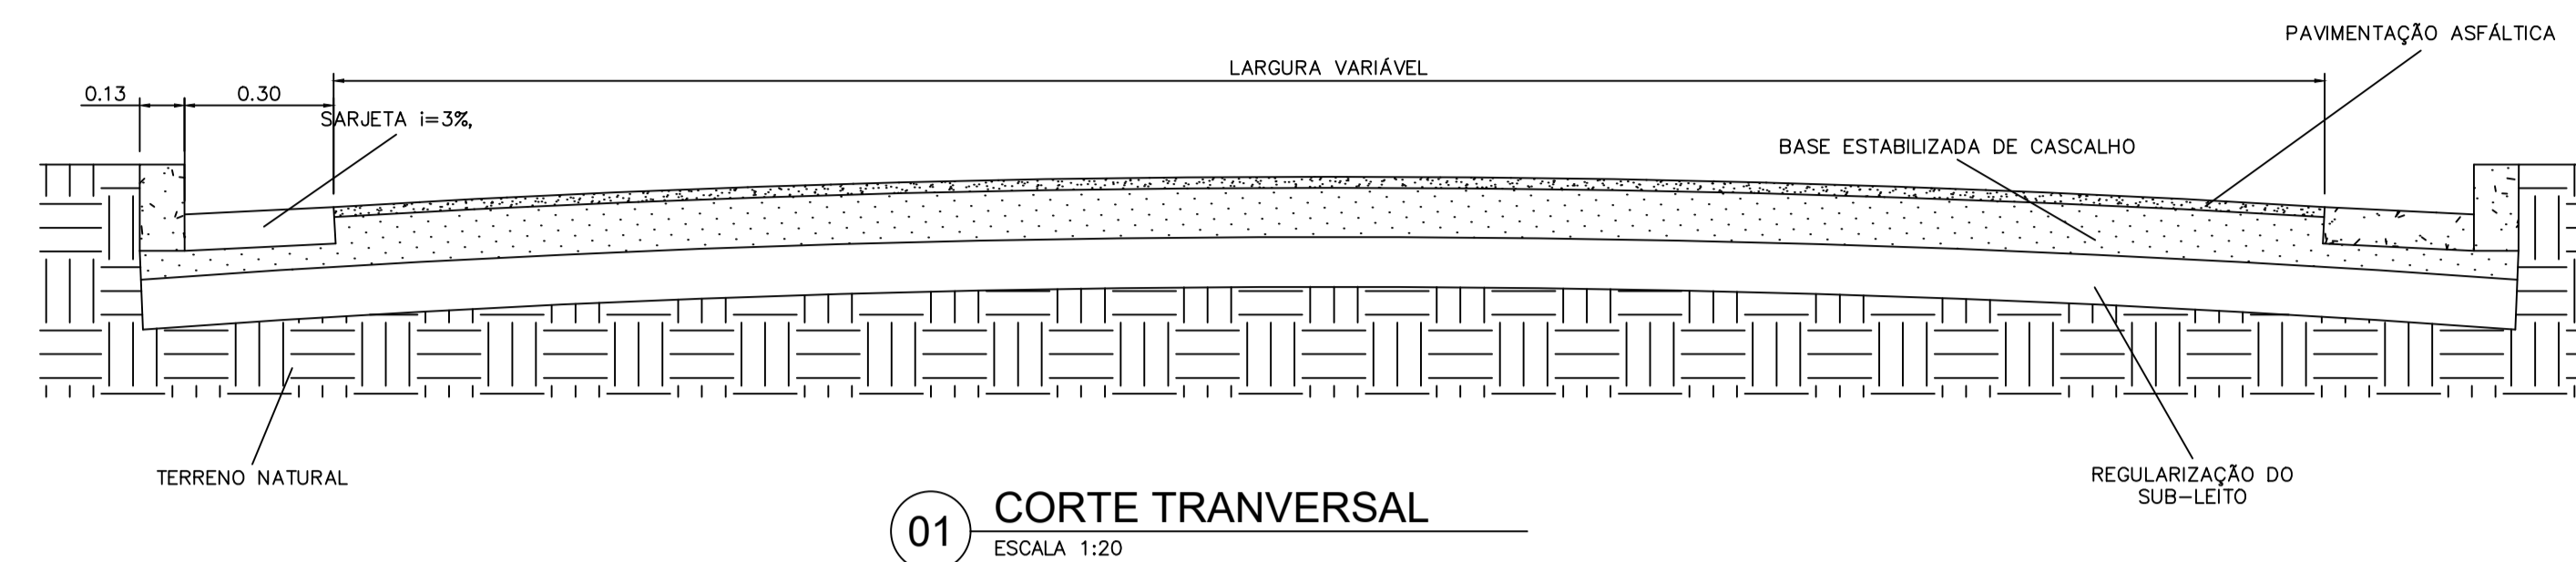 PAVIMENTAÇÃO ASFÁLTICA
LARGURA VARIÁVEL
0.13
0.30
SARJETA i=3%,
BASE ESTABILIZADA DE CASCALHO
TERRENO NATURAL
REGULARIZAÇÃO DO
SUB-LEITO
01
CORTE TRANVERSAL
ESCALA 1:20